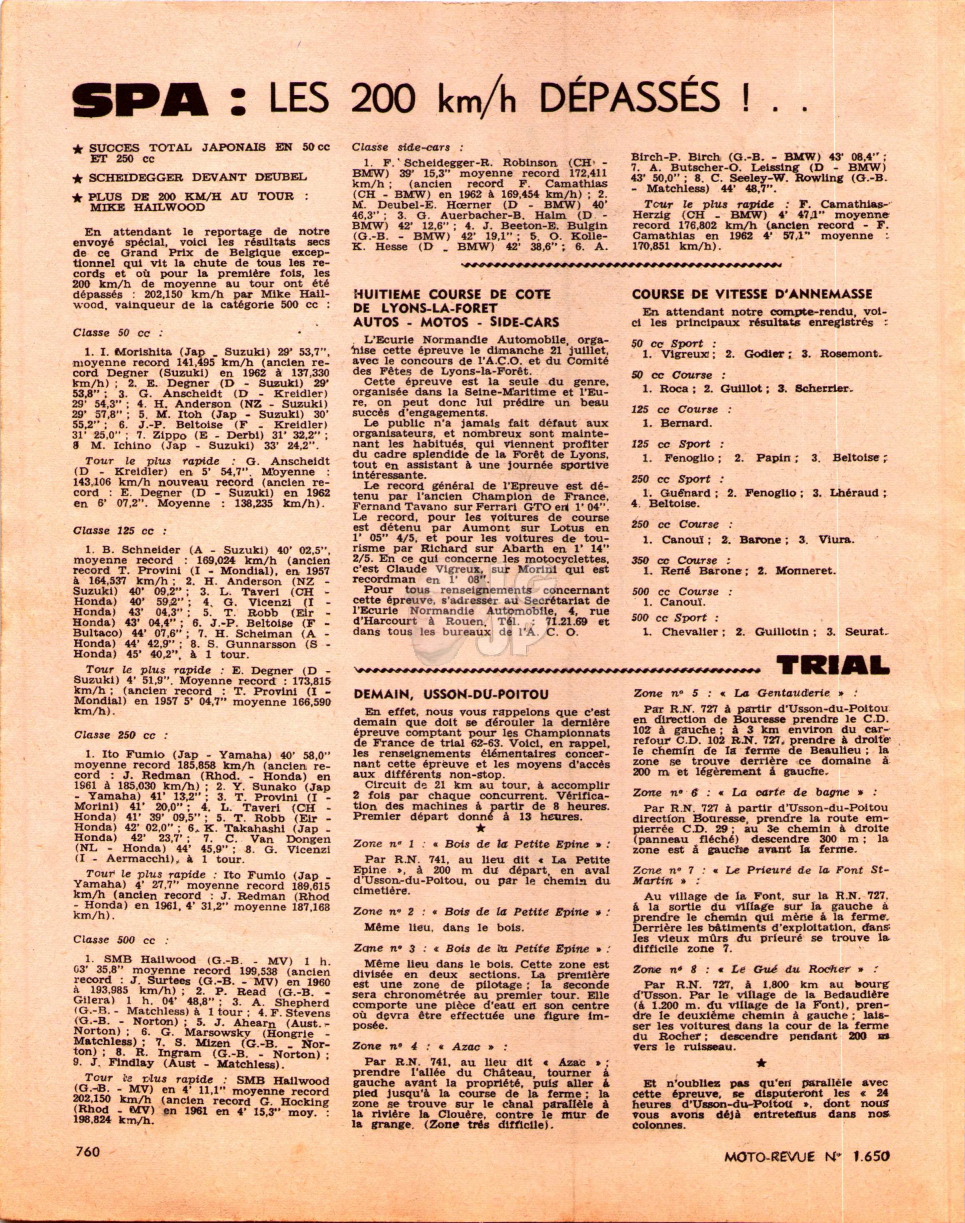 SPA : LES 200 km/h DÉPASSÉS ! . .
★ SUCCES TOTAL JAPONAIS EN 50 cc
ET 250 cc
★ SCHEIDEGGER DEVANT DEUBEL
★ PLUS DE 200 KM/H AU TOUR :
MIKE HAILWOOD
En attendant le reportage de notre
envoyé spécial, voici les résultats secs
de ce Grand Prix de Belgique excep-
tionnel qui vit la chute de tous les re-
cords et où pour la première fois, les
200 km/h de moyenne au tour ont été
dépassés : 202,150 km/h par Mike Hail-
wood, vainqueur de la catégorie 500 cc :
Classe 50 cc :
1. I. Morishita (Jap - Suzuki) 29' 53,7",
moyenne record 141,495 km/h (ancien re-
cord Degner (Suzuki) en 1962 à 137,330
km/h) ; 2. E. Degner (D - Suzuki) 29'
53,8" ; 3. G. Anscheidt (D - Kreidler)
29' 54,3" ; 4. H. Anderson (NZ - Suzuki)
29' 57,8" ; 5. M. Itoh (Jap - Suzuki) 30'
55,2" ; 6. J.-P. Beltoise (F - Kreidler)
31' 25,0" ; 7. Zippo (E - Derbi) 31' 32,2" ;
8 M. Ichino (Jap - Suzuki) 33' 24,2".
Tour le plus rapide : G. Anscheidt
(D - Kreidler) en 5' 54,7". Moyenne :
143,106 km/h nouveau record (ancien re-
cord : E. Degner (D - Suzuki) en 1962
en 6' 07,2". Moyenne : 138,235 km/h).
Classe 125 cc :
1. B. Schneider (A - Suzuki) 40' 02,5",
moyenne record : 169,024 km/h (ancien
record T. Provini (I - Mondial), en 1957
à 164,537 km/h ; 2. H. Anderson (NZ -
Suzuki) 40' 09,2" ; 3. L. Taveri (CH -
Honda) 40' 59,2" ; 4. G. Vicenzi (I -
Honda) 43' 04,3" ; 5. T. Robb (Eir -
Honda) 43' 04,4" ; 6. J.-P. Beltoise (F -
Bultaco) 44' 07,6" ; 7. H. Scheiman (A -
Honda) 44' 42,9" ; 8. S. Gunnarsson (S -
Honda) 45' 40,2", à 1 tour.
Tour le plus rapide : E. Degner (D -
Suzuki) 4' 51,9". Moyenne record : 173,815
km/h ; (ancien record : T. Provini (I -
Mondial) en 1957 5' 04,7" moyenne 166,590
km/h).
Classe 250 cc :
1. Ito Fumio (Jap - Yamaha) 40' 58,0"
moyenne record 185,858 km/h (ancien re-
cord : J. Redman (Rhod. - Honda) en
1961 à 185,030 km/h) ; 2. Y. Sunako (Jap
- Yamaha) 41' 13,2" ; 3. T. Provini (I -
Morini) 41' 20,0" ; 4. L. Taveri (CH -
Honda) 41' 39' 09,5" ; 5. T. Robb (Eir -
Honda) 42' 02,0" ; 6. K. Takahashi (Jap -
Honda) 42' 23,7' ; 7. C. Van Dongen
(NL - Honda) 44' 45,9" ; 8. G. Vicenzi
(I - Aermacchi), à 1 tour.
Tour le plus rapide : Ito Fumio (Jap -
Yamaha) 4' 27,7" moyenne record 189,615
km/h (ancien record : J. Redman (Rhod
- Honda) en 1961, 4' 31,2" moyenne 187,168
km/h).
Classe 500 cc :
1. SMB Hailwood (G.-B. - MV) 1 h.
03' 35,8" moyenne record 199,538 (ancien
record : J. Surtees (G.-B. - MV) en 1960
à 193,985 km/h) ; 2. P. Read (G.-B. -
Gilera) 1 h. 04' 48,8" ; 3. A. Shepherd
(G.-B. - Matchless) à 1 tour ; 4. F. Stevens
(G.-B. - Norton) ; 5. J. Ahearn (Aust. -
Norton) ; 6. G. Marsowsky (Hongrie -
Matchless) ; 7. S. Mizen (G.-B. - Nor-
ton) ; 8. R. Ingram (G.-B. - Norton) ;
9. J. Findlay (Aust - Matchless).
Tour le plus rapide : SMB Hailwood
(G.-B. - MV) en 4' 11,1" moyenne record
202,150 km/h (ancien record G. Hocking
(Rhod - MV) en 1961 en 4' 15,3" moy. :
198,824 km/h.
Classe side-cars :
1. F. Scheidegger-R. Robinson (CH -
BMW) 39' 15,3" moyenne record 172,411
km/h ; (ancien record F. Camathias
(CH - BMW) en 1962 à 169,454 km/h) ; 2.
M. Deubel-E. Hœrner (D - BMW) 40'
46,3" ; 3. G. Auerbacher-B. Halm (D -
BMW) 42' 12,6" ; 4. J. Beeton-E. Bulgin
(G.-B. - BMW) 42' 19,1" ; 5. O. Kolle-
K. Hesse (D - BMW) 42' 38,6" ; 6. A.
Birch-P. Birch (G.-B. - BMW) 43' 08,4" ;
7. A. Butscher-O. Leissing (D - BMW)
43' 50,0" ; 8. C. Seeley-W. Rowling (G.-B.
- Matchless) 44' 48,7".
Tour le plus rapide : F. Camathias-
Herzig (CH - BMW) 4' 47,1" moyenne
record 176,802 km/h (ancien record - F.
Camathias en 1962 4' 57,1" moyenne :
170,851 km/h).
HUITIEME COURSE DE COTE
DE LYONS-LA-FORET
AUTOS - MOTOS - SIDE-CARS
L'Ecurie Normande Automobile, orga-
nise cette épreuve le dimanche 21 juillet,
avec le concours de l'A.C.O. et du Comité
des Fêtes de Lyons-la-Forêt.
Cette épreuve est la seule du genre,
organisée dans la Seine-Maritime et l'Eu-
re, on peut donc lui prédire un beau
succès d'engagements.
Le public n'a jamais fait défaut aux
organisateurs, et nombreux sont mainte-
nant les habitués, qui viennent profiter
du cadre splendide de la Forêt de Lyons,
tout en assistant à une journée sportive
intéressante.
Le record général de l'Epreuve est dé-
tenu par l'ancien Champion de France,
Fernand Tavano sur Ferrari GTO en 1' 04".
Le record, pour les voitures de course
est détenu par Aumont sur Lotus en
1' 05" 4/5, et pour les voitures de tou-
risme par Richard sur Abarth en 1' 14"
2/5. En ce qui concerne les motocyclettes,
c'est Claude Vigreux, sur Morini qui est
recordman en 1' 08".
Pour tous renseignements concernant
cette épreuve, s'adresser au Secrétariat de
l'Ecurie Normande Automobile, 4, rue
d'Harcourt à Rouen, Tél. : 71.21.69 et
dans tous les bureaux de l'A. C. O.
COURSE DE VITESSE D'ANNEMASSE
En attendant notre compte-rendu, voi-
ci les principaux résultats enregistrés :
50 cc Sport :
1. Vigreux ; 2. Godier ; 3. Rosemont.
50 cc Course :
1. Roca ; 2. Guillot ; 3. Scherrier.
125 cc Course :
1. Bernard.
125 cc Sport :
1. Fenoglio ; 2. Papin ; 3. Beltoise ;
250 cc Sport :
1. Guénard ; 2. Fenoglio ; 3. Lhéraud ;
4. Beltoise.
250 cc Course :
1. Canouï ; 2. Barone ; 3. Viura.
350 cc Course :
1. René Barone ; 2. Monneret.
500 cc Course :
1. Canouï.
500 cc Sport :
1. Chevalier ; 2. Guillotin ; 3. Seurat.
TRIAL
DEMAIN, USSON-DU-POITOU
En effet, nous vous rappelons que c'est
demain que doit se dérouler la dernière
épreuve comptant pour les Championnats
de France de trial 62-63. Voici, en rappel,
les renseignements élémentaires concer-
nant cette épreuve et les moyens d'accès
aux différents non-stop.
Circuit de 21 km au tour, à accomplir
2 fois par chaque concurrent. Vérifica-
tion des machines à partir de 8 heures.
Premier départ donné à 13 heures.
★
Zone n° 1 : « Bois de la Petite Epine » :
Par R.N. 741, au lieu dit « La Petite
Epine », à 200 m du départ, en aval
d'Usson-du-Poitou, ou par le chemin du
cimetière.
Zone n° 2 : « Bois de la Petite Epine » :
Même lieu, dans le bois.
Zone n° 3 : « Bois de la Petite Epine » :
Même lieu dans le bois. Cette zone est
divisée en deux sections. La première
est une zone de pilotage ; la seconde
sera chronométrée au premier tour. Elle
comporte une pièce d'eau en son centre
où devra être effectuée une figure im-
posée.
Zone n° 4 : « Azac » :
Par R.N. 741, au lieu dit « Azac » ;
prendre l'allée du Château, tourner à
gauche avant la propriété, puis aller à
pied jusqu'à la course de la ferme ; la
zone se trouve sur le chnal parallèle à
la rivière la Clouère, contre le mur de
la grange. (Zone très difficile).
Zone n° 5 : « La Gentauderie » :
Par R.N. 727 à partir d'Usson-du-Poitou
en direction de Bouresse prendre le C.D.
102 à gauche ; à 3 km environ du car-
refour C.D. 102 R.N. 727, prendre à droite
le chemin de la ferme de Beaulieu ; la
zone se trouve derrière ce domaine à
200 m et légèrement à gauche.
Zone n° 6 : « La carte de bagne » :
Par R.N. 727 à partir d'Usson-du-Poitou
direction Bouresse, prendre la route em-
pierrée C.D. 29 ; au 3e chemin à droite
(panneau fléché) descendre 300 m ; la
zone est à gauche avant la ferme.
Zone n° 7 : « Le Prieuré de la Font St-
Martin » :
Au village de la Font, sur la R.N. 727,
à la sortie du village sur la gauche à
prendre le chemin qui mène à la ferme.
Derrière les bâtiments d'exploitation, dans
les vieux mûrs du prieuré se trouve la
difficile zone 7.
Zone n° 8 : « Le Gué du Rocher » :
Par R.N. 727, à 1,800 km au bourg
d'Usson. Par le village de la Bedaudière
(à 1.200 m. du village de la Font), pren-
dre le deuxième chemin à gauche ; lais-
ser les voitures dans la cour de la ferme
du Rocher ; descendre pendant 200 m
vers le ruisseau.
★
Et n'oubliez pas qu'en parallèle avec
cette épreuve, se disputeront les « 24
heures d'Usson-du-Poitou », dont nous
vous avons déjà entretenus dans nos
colonnes.
760
MOTO-REVUE N° 1.650